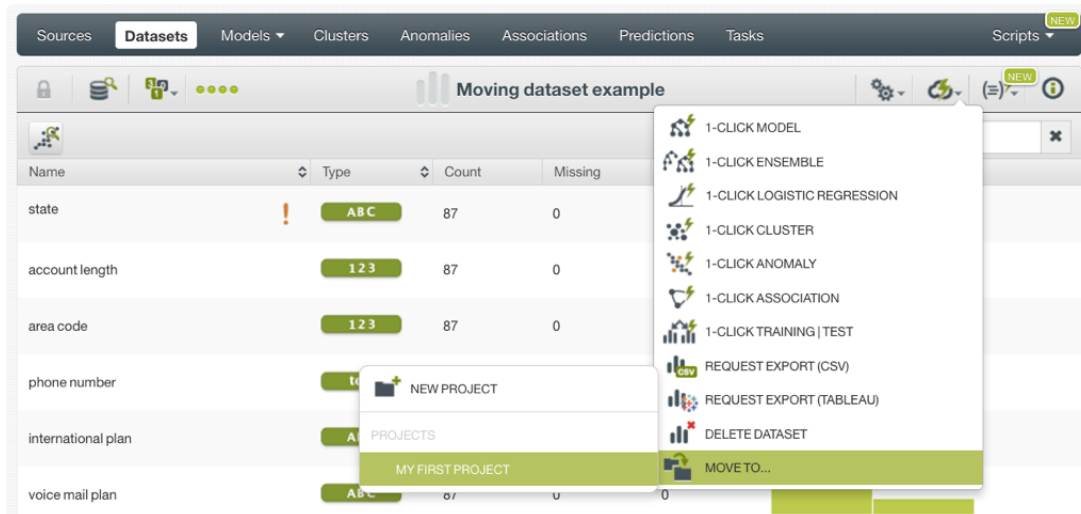 NEW
Sources Datasets Models Clusters Anomalies Associations Predictions Tasks Scripts
Moving dataset example (=) NEW
Name Type Count Missing
state ! ABC 87 0
account length 123 87 0
area code 123 87 0
phone number
international plan
voice mail plan ABC 87 0 0
1-CLICK MODEL
1-CLICK ENSEMBLE
1-CLICK LOGISTIC REGRESSION
1-CLICK CLUSTER
1-CLICK ANOMALY
1-CLICK ASSOCIATION
1-CLICK TRAINING | TEST
CSV REQUEST EXPORT (CSV)
REQUEST EXPORT (TABLEAU)
DELETE DATASET
MOVE TO...
NEW PROJECT
PROJECTS
MY FIRST PROJECT